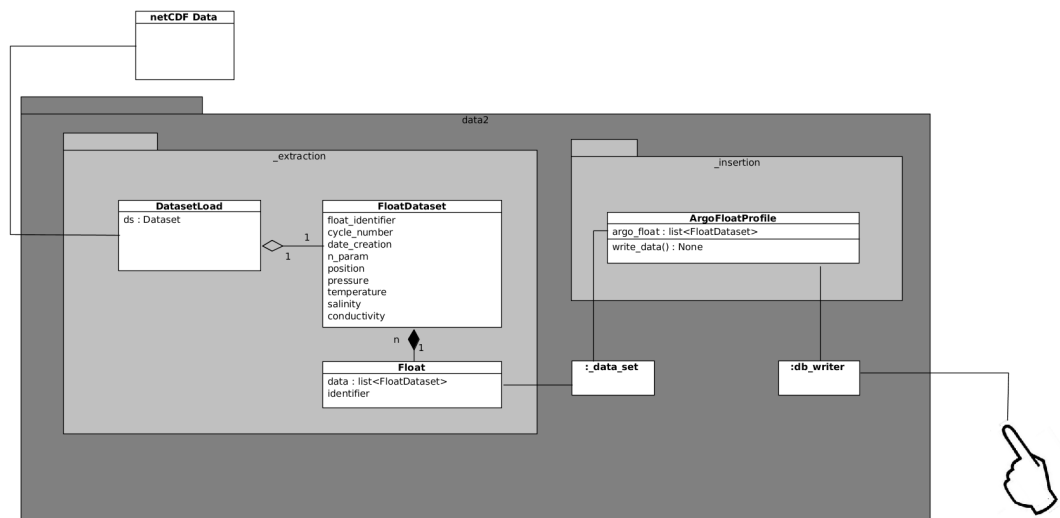 netCDF Data
data2
_extraction
_insertion
DatasetLoad
ds : Dataset
FloatDataset
float_identifier
cycle_number
date_creation
n_param
position
pressure
temperature
salinity
conductivity
1
1
ArgoFloatProfile
argo_float : list<FloatDataset>
write_data() : None
n
1
Float
data : list<FloatDataset>
identifier
:_data_set
:db_writer